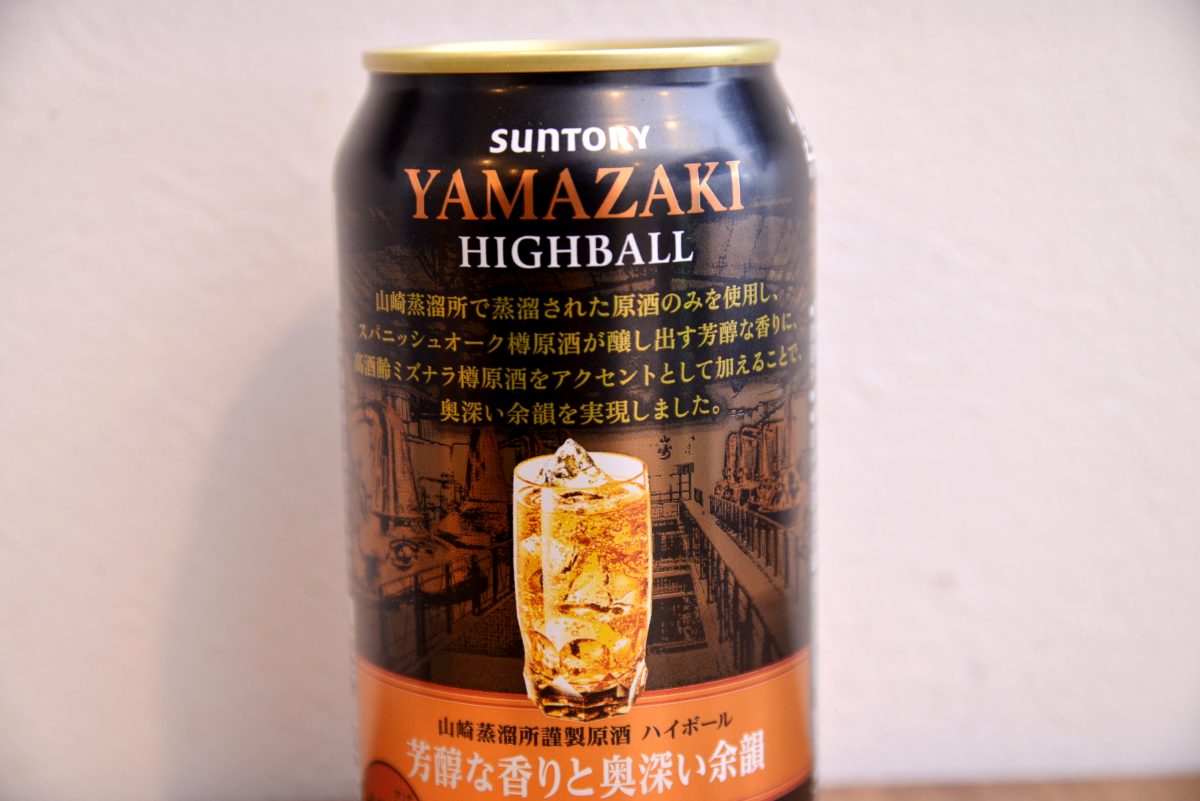 SUNTORY
YAMAZAKI
HIGHBALL
山崎蒸溜所で蒸溜された原酒のみを使用し、
スパニッシュオーク樽原酒が醸し出す芳醇な香りに、
高酒齢ミズナラ樽原酒をアクセントとして加えることで、
奥深い余韻を実現しました。
山崎蒸溜所謹製原酒 ハイボール
芳醇な香りと奥深い余韻